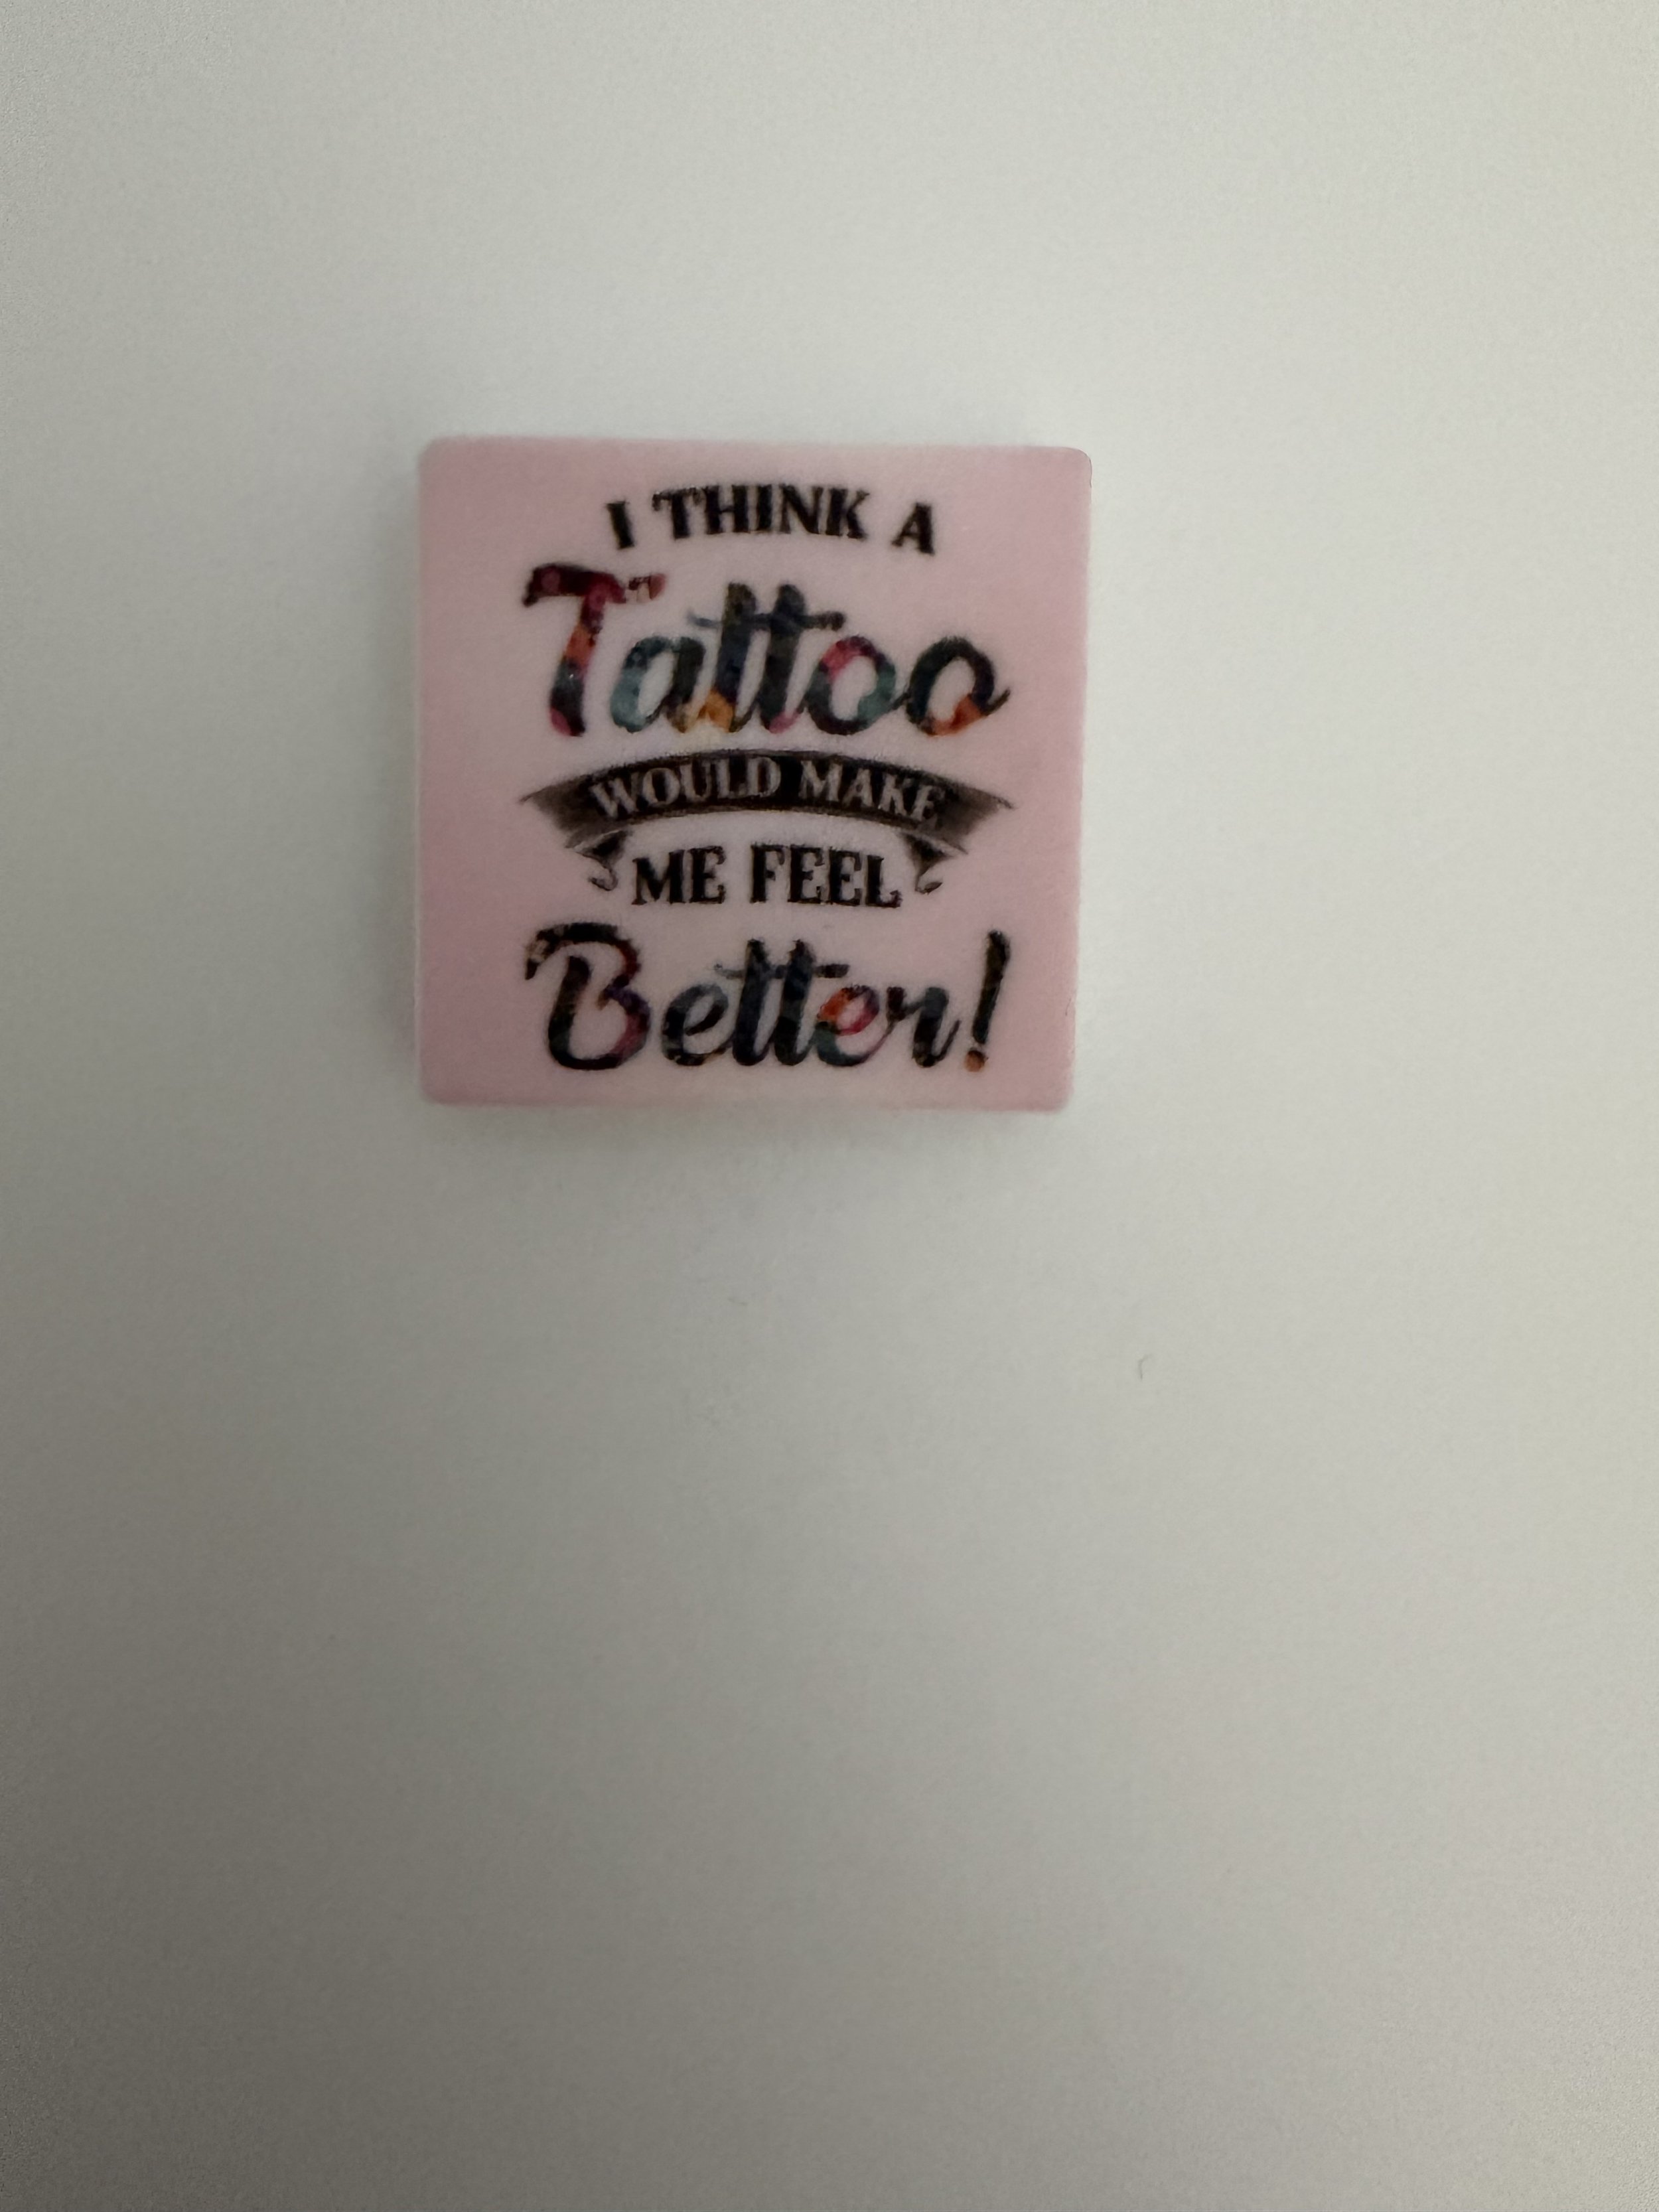 I THINK A
Tattoo
WOULD MAKE
ME FEEL
Better!